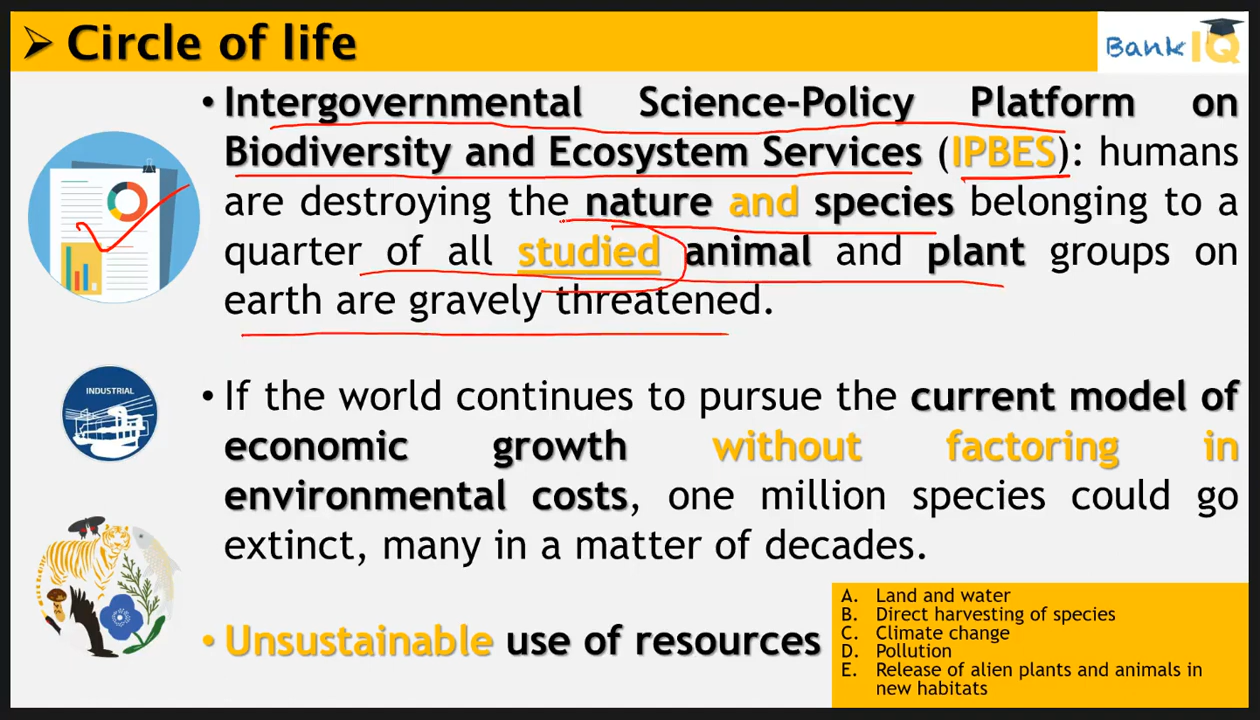 ➤ Circle of life
Bank IQ
• Intergovernmental Science-Policy Platform on
Biodiversity and Ecosystem Services (IPBES): humans
are destroying the nature and species belonging to a
quarter of all studied animal and plant groups on
earth are gravely threatened.
INDUSTRIAL
• If the world continues to pursue the current model of
economic growth without factoring in
environmental costs, one million species could go
extinct, many in a matter of decades.
• Unsustainable use of resources
A. Land and water
B. Direct harvesting of species
C. Climate change
D. Pollution
E. Release of alien plants and animals in
new habitats